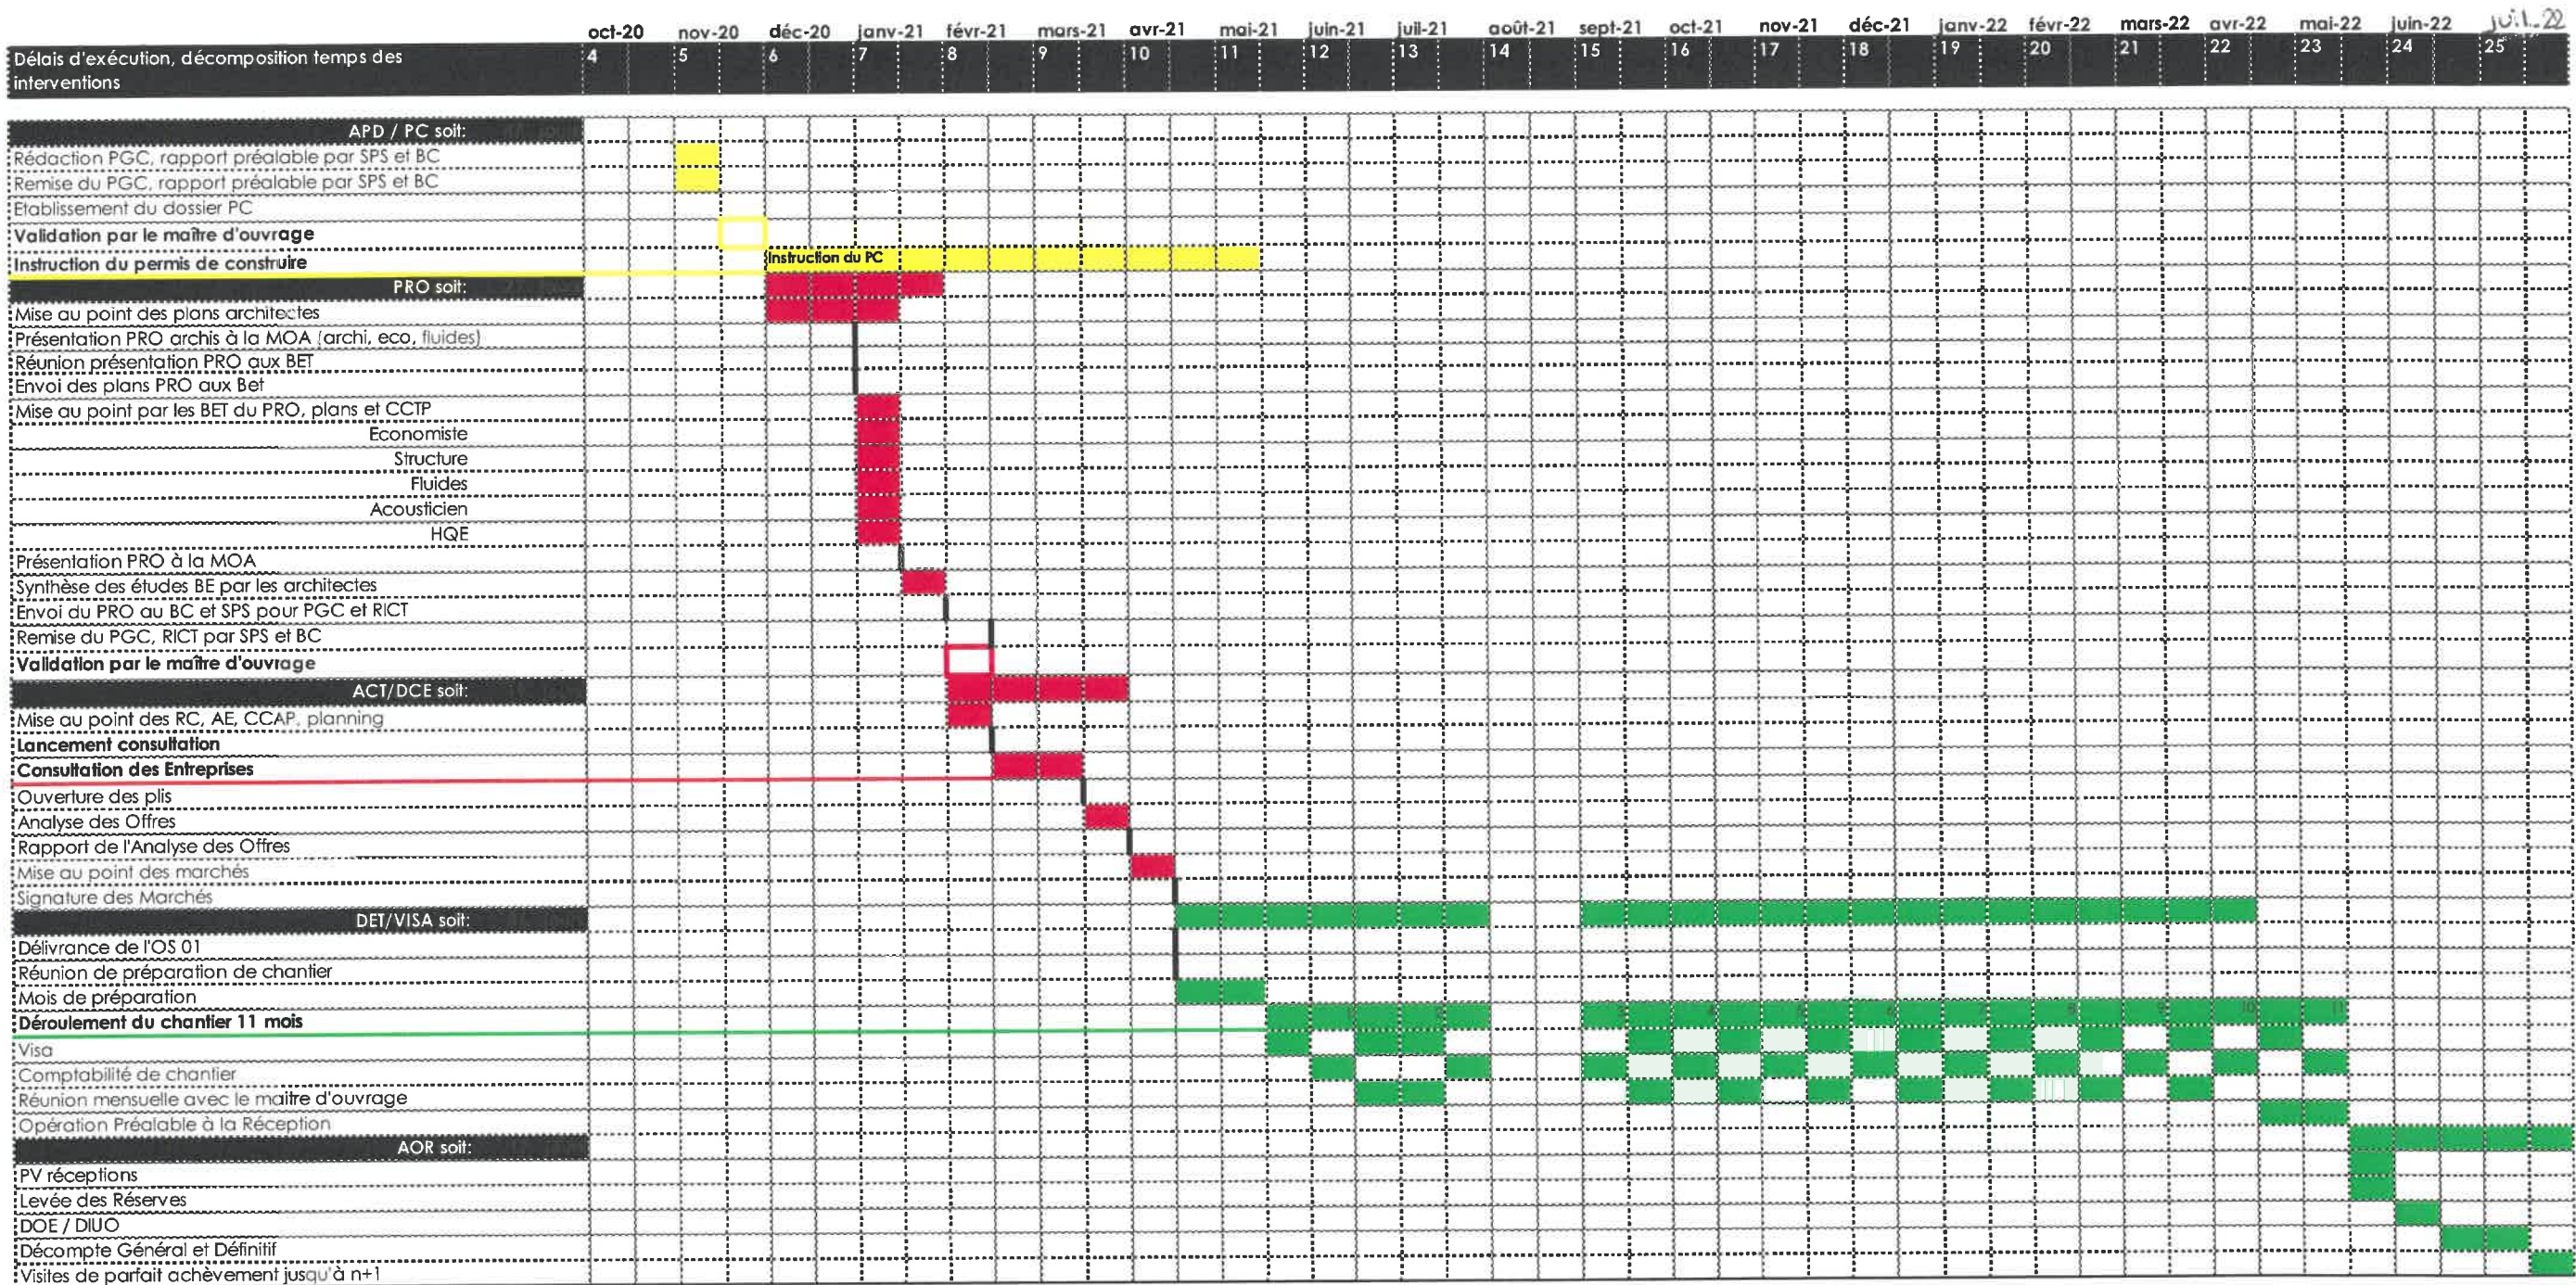 oct-20 nov-20 déc-20 janv-21 févr-21 mars-21 avr-21 mai-21 juin-21 juil-21 août-21 sept-21 oct-21 nov-21 déc-21 janv-22 févr-22 mars-22 avr-22 mai-22 juin-22 juil.22
Délais d'exécution, décomposition temps des interventions
4 5 6 7 8 9 10 11 12 13 14 15 16 17 18 19 20 21 22 23 24 25
APD / PC soit:
Rédaction PGC, rapport préalable par SPS et BC
Remise du PGC, rapport préalable par SPS et BC
Etablissement du dossier PC
Validation par le maître d'ouvrage
Instruction du permis de construire
Instruction du PC
PRO soit:
Mise au point des plans architectes
Présentation PRO archis à la MOA (archi, eco, fluides)
Réunion présentation PRO aux BET
Envoi des plans PRO aux Bet
Mise au point par les BET du PRO, plans et CCTP
Economiste
Structure
Fluides
Acousticien
HQE
Présentation PRO à la MOA
Synthèse des études BE par les architectes
Envoi du PRO au BC et SPS pour PGC et RICT
Remise du PGC, RICT par SPS et BC
Validation par le maître d'ouvrage
ACT/DCE soit:
Mise au point des RC, AE, CCAP, planning
Lancement consultation
Consultation des Entreprises
Ouverture des plis
Analyse des Offres
Rapport de l'Analyse des Offres
Mise au point des marchés
Signature des Marchés
DET/VISA soit:
Délivrance de l'OS 01
Réunion de préparation de chantier
Mois de préparation
Déroulement du chantier 11 mois
1 2 3 4 5 6 7 8 9 10 11
Visa
Comptabilité de chantier
Réunion mensuelle avec le maitre d'ouvrage
Opération Préalable à la Réception
AOR soit:
PV réceptions
Levée des Réserves
DOE / DIUO
Décompte Général et Définitif
Visites de parfait achèvement jusqu'à n+1